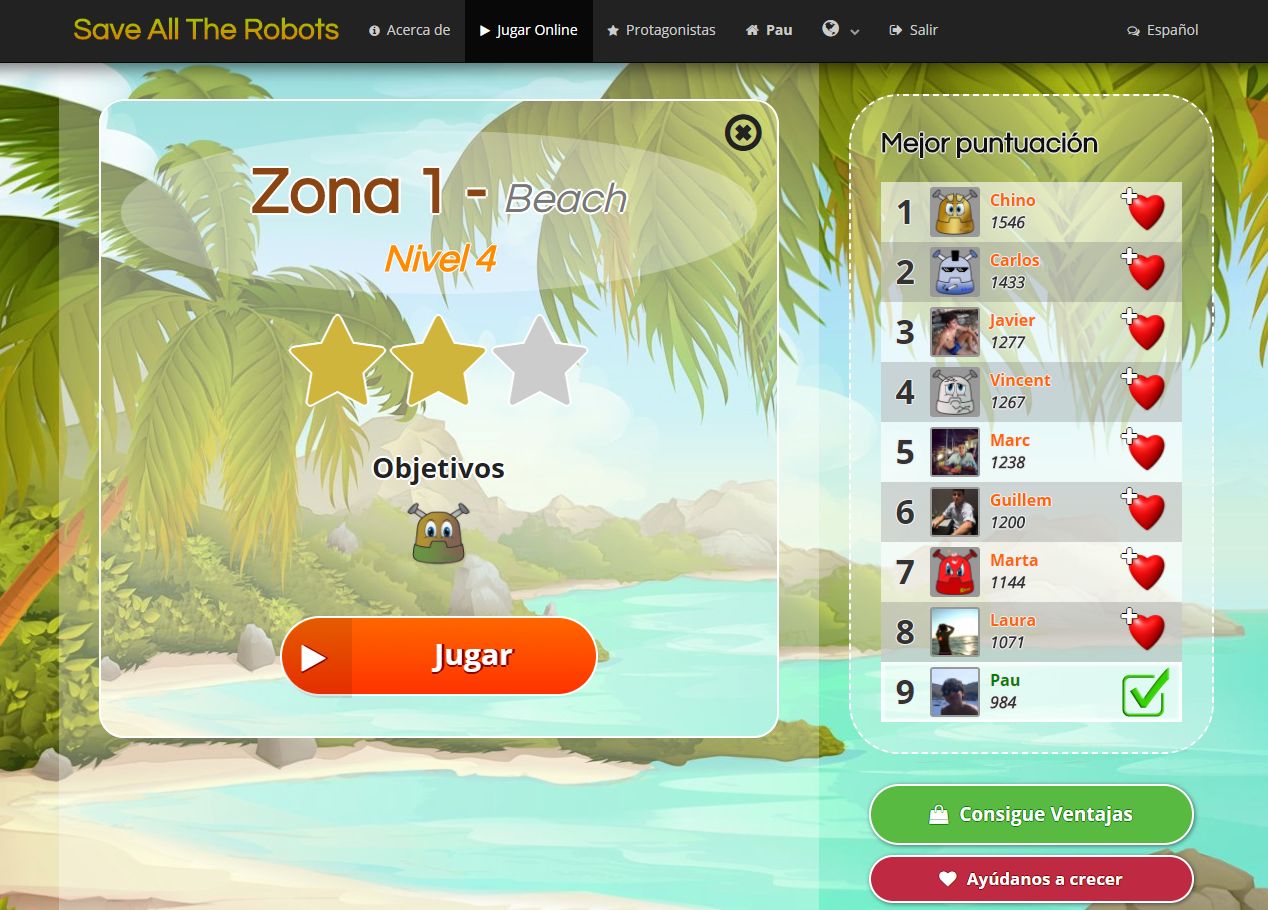 Save All The Robots
Acerca de
Jugar Online
Protagonistas
Pau
Salir
Español
Zona 1 - Beach
Nivel 4
Objetivos
Jugar
Mejor puntuación
1
Chino
1546
2
Carlos
1433
3
Javier
1277
4
Vincent
1267
5
Marc
1238
6
Guillem
1200
7
Marta
1144
8
Laura
1071
9
Pau
984
Consigue Ventajas
Ayúdanos a crecer